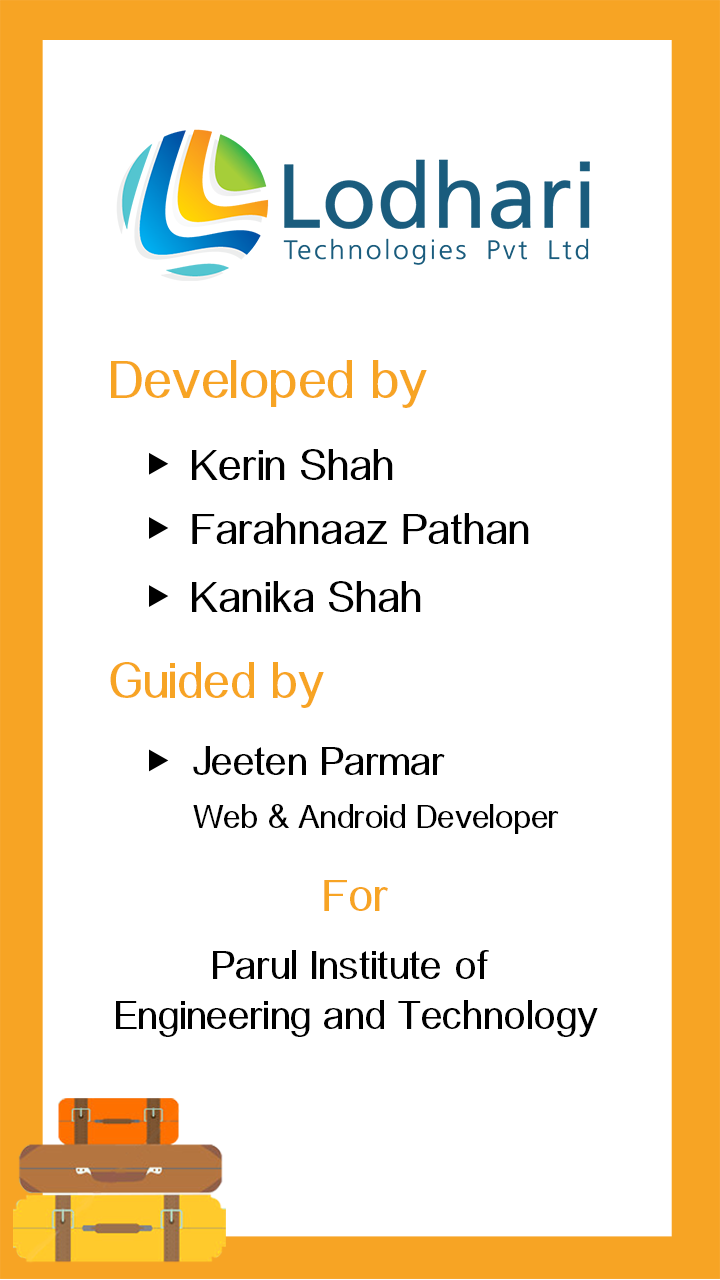 Lodhari
Technologies Pvt Ltd
Developed by
Kerin Shah
Farahnaaz Pathan
Kanika Shah
Guided by
Jeeten Parmar
Web & Android Developer
For
Parul Institute of
Engineering and Technology